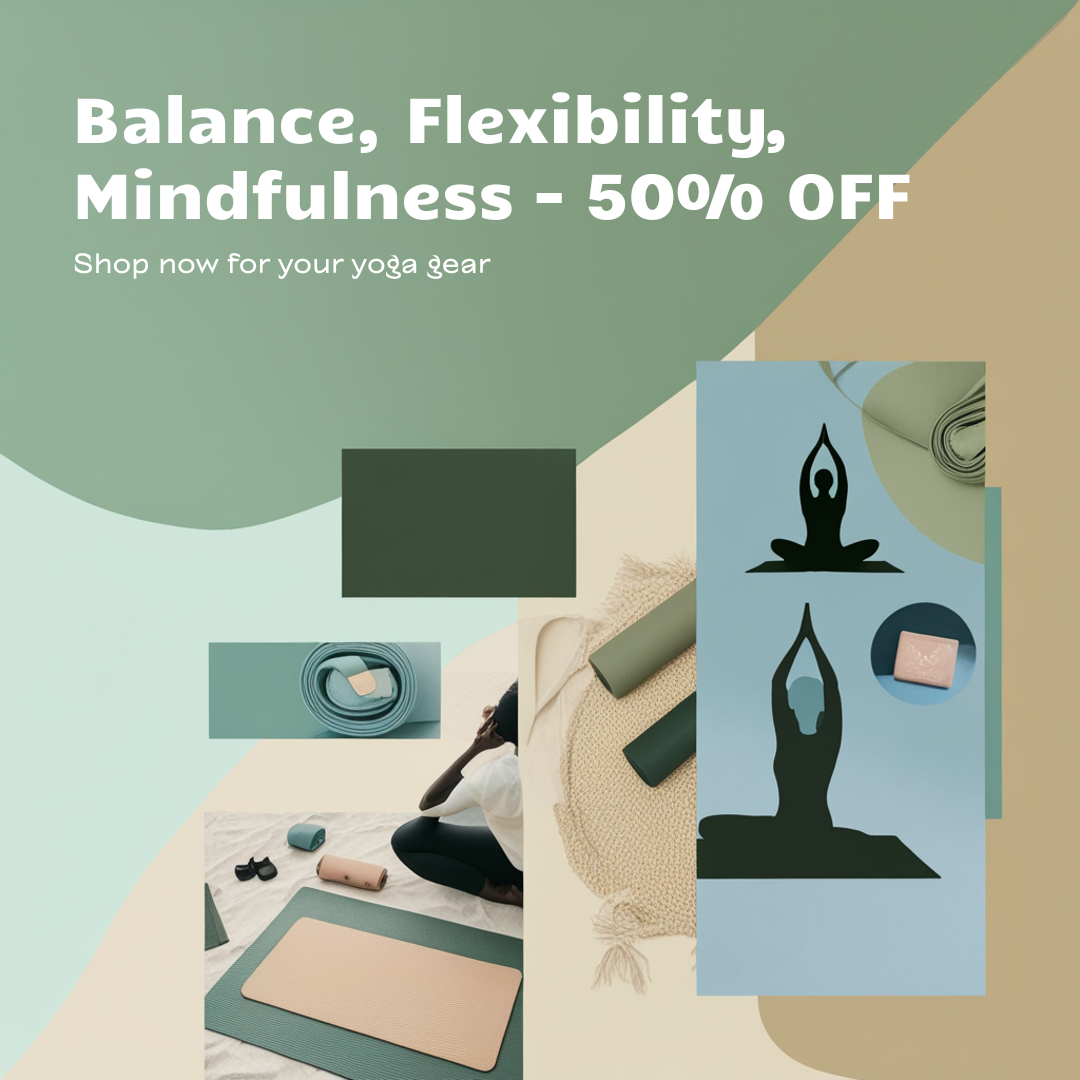 Balance, Flexibility,
Mindfulness - 50% OFF
Shop now for your yoga gear